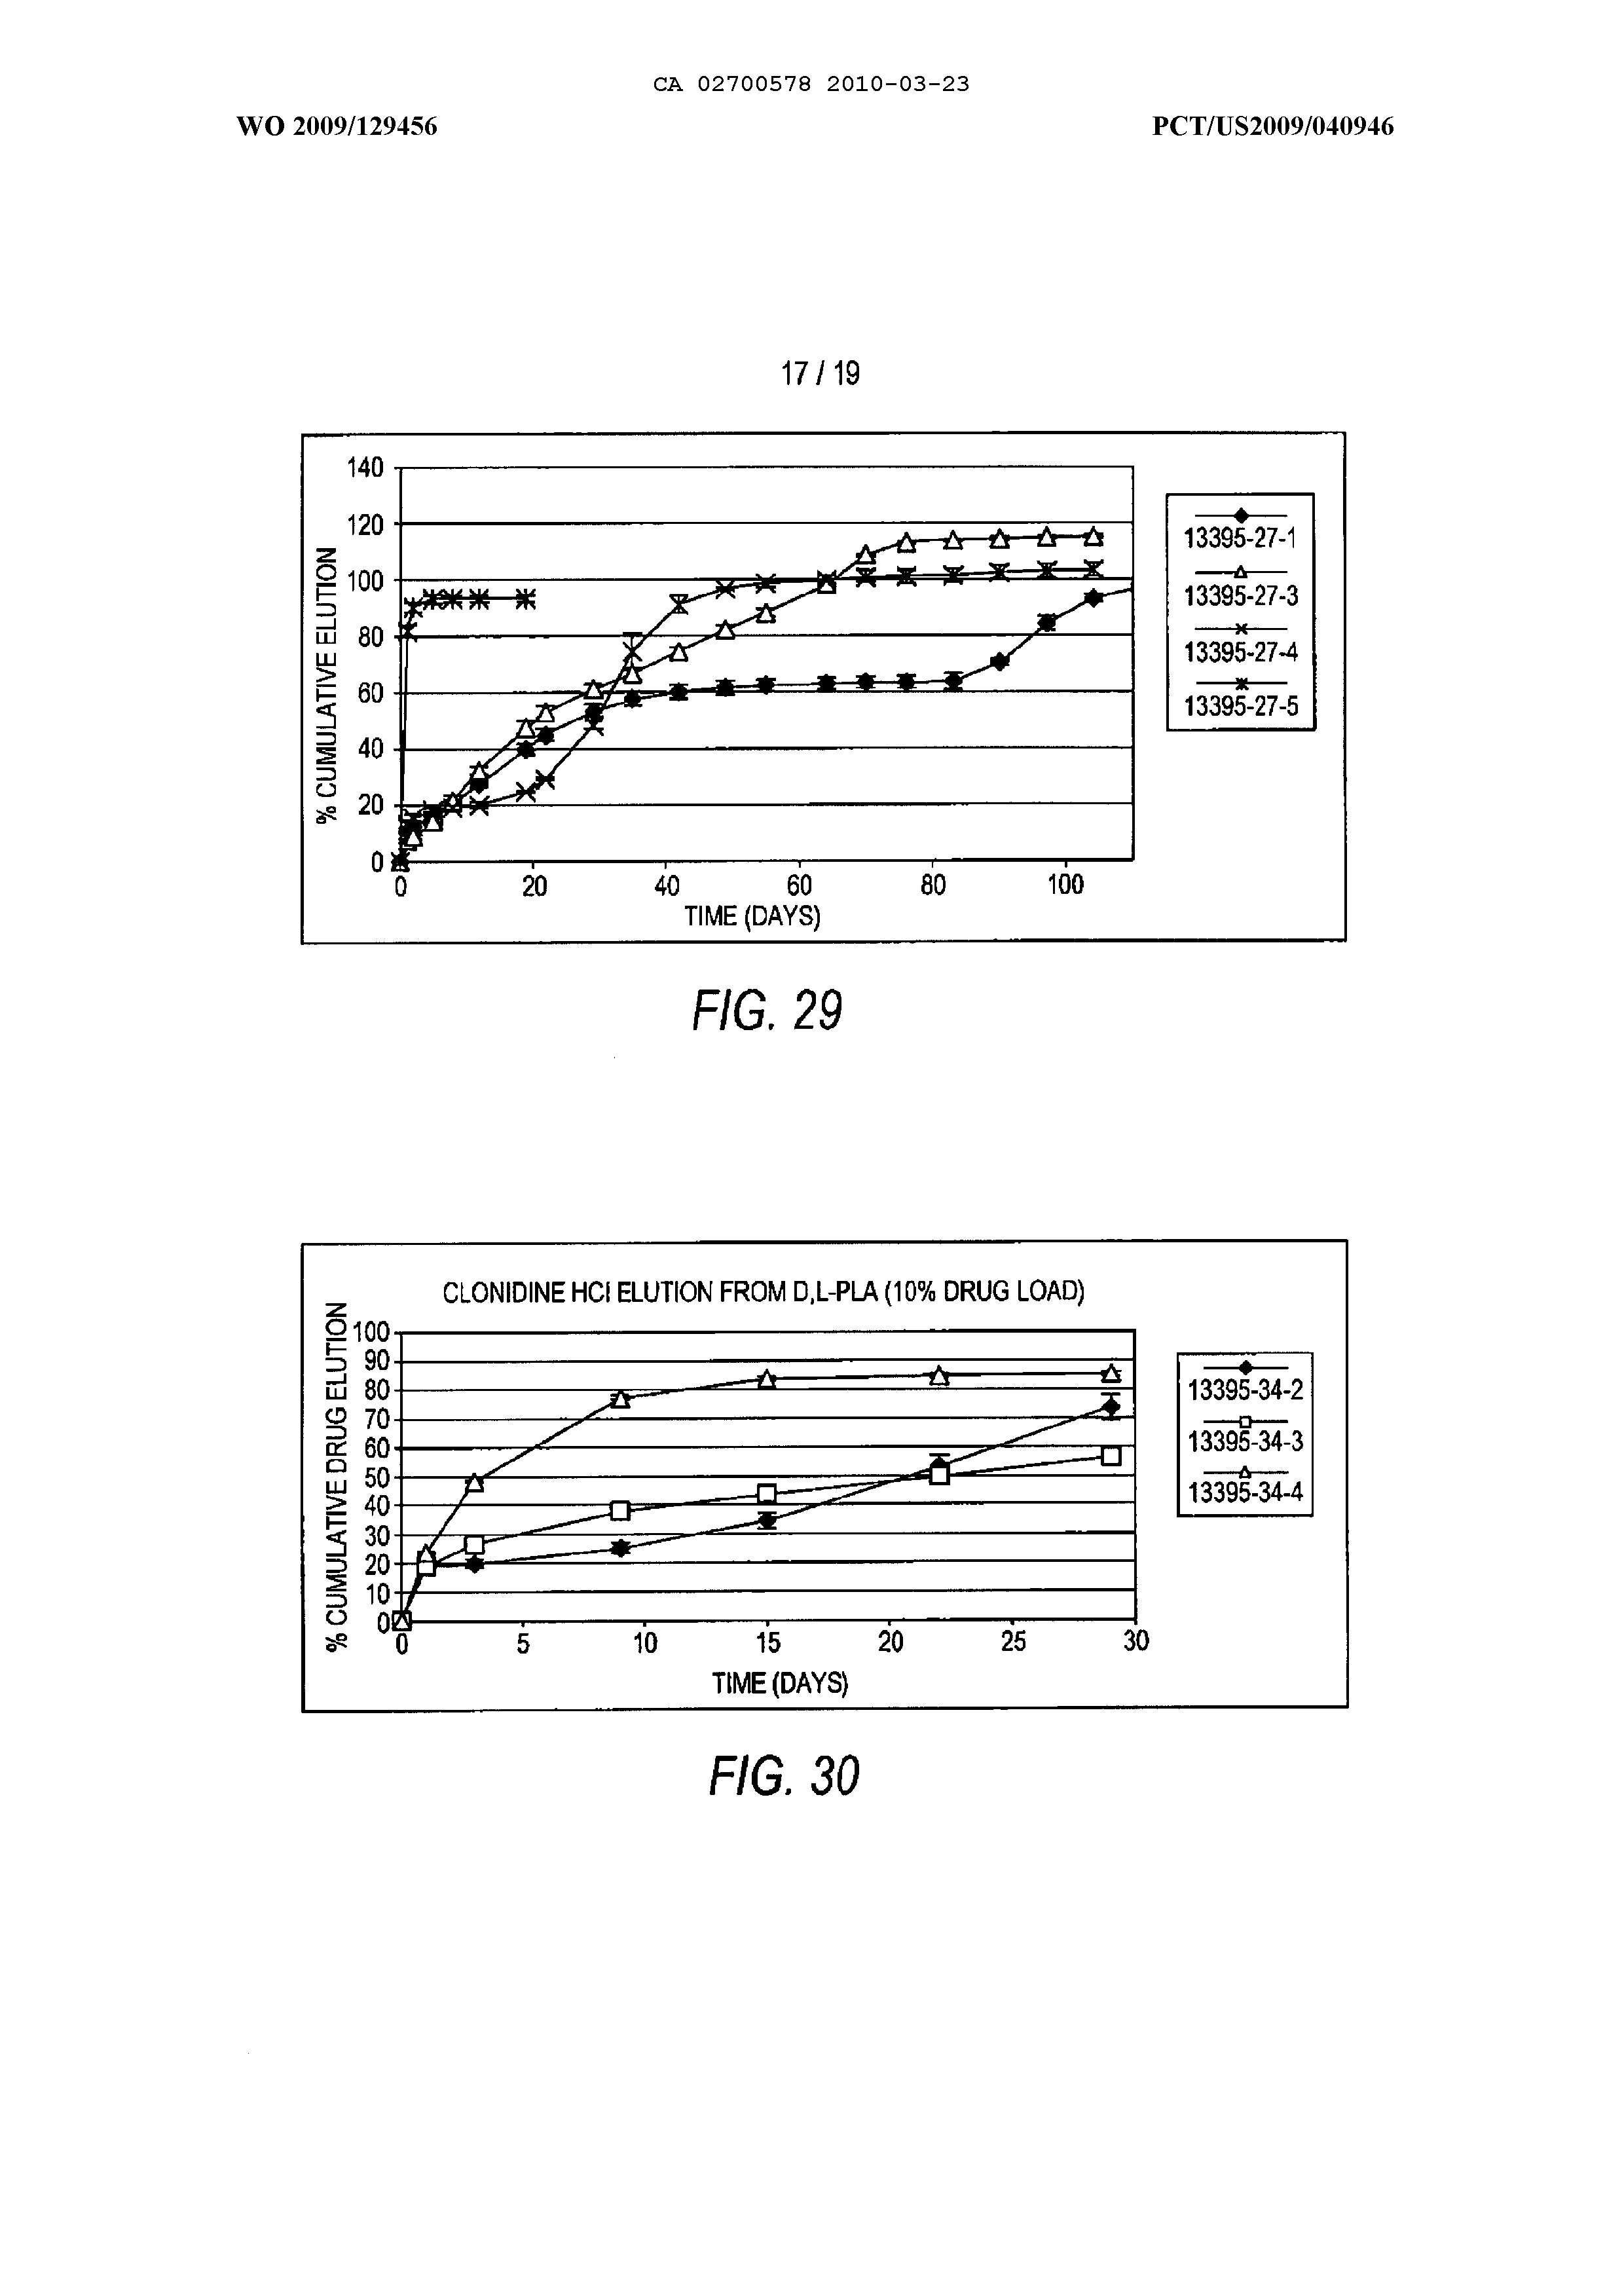 CA 02700578 2010-03-23
WO 2009/129456 PCT/US2009/040946
17 / 19
% CUMULATIVE ELUTION
140
120
100
80
60
40
20
0
0 20 40 60 80 100
TIME (DAYS)
13395-27-1
13395-27-3
13395-27-4
13395-27-5
FIG. 29
CLONIDINE HCl ELUTION FROM D,L-PLA (10% DRUG LOAD)
% CUMULATIVE DRUG ELUTION
100
90
80
70
60
50
40
30
20
10
0
0 5 10 15 20 25 30
TIME (DAYS)
13395-34-2
13395-34-3
13395-34-4
FIG. 30